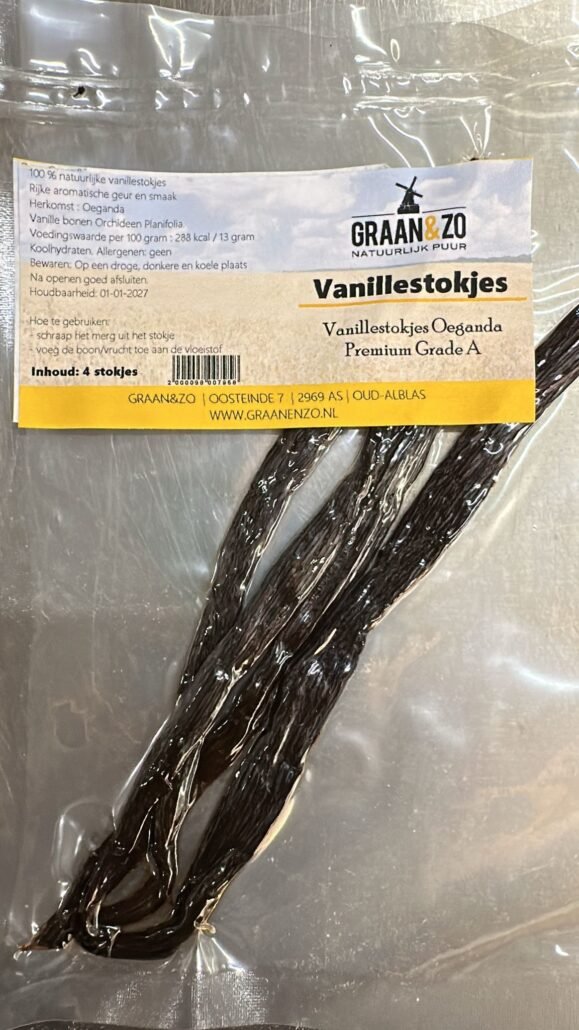 100 % natuurlijke vanillestokjes
Rijke aromatische geur en smaak
Herkomst : Oeganda
Vanille bonen Orchideen Planifolia.
Voedingswaarde per 100 gram : 288 kcal / 13 gram
Koolhydraten. Allergenen: geen
Bewaren: Op een droge, donkere en koele plaats
Na openen goed afsluiten.
Houdbaarheid: 01-01-2027
Hoe te gebruiken:
- schraap het merg uit het stokje
- voeg de boon/vrucht toe aan de vloeistof
Inhoud: 4 stokjes
GRAAN&ZO
NATUURLIJK PUUR
Vanillestokjes
Vanillestokjes Oeganda
Premium Grade A
GRAAN&ZO | OOSTEINDE 7 | 2969 AS | OUD-ALBLAS
WWW.GRAANENZO.NL